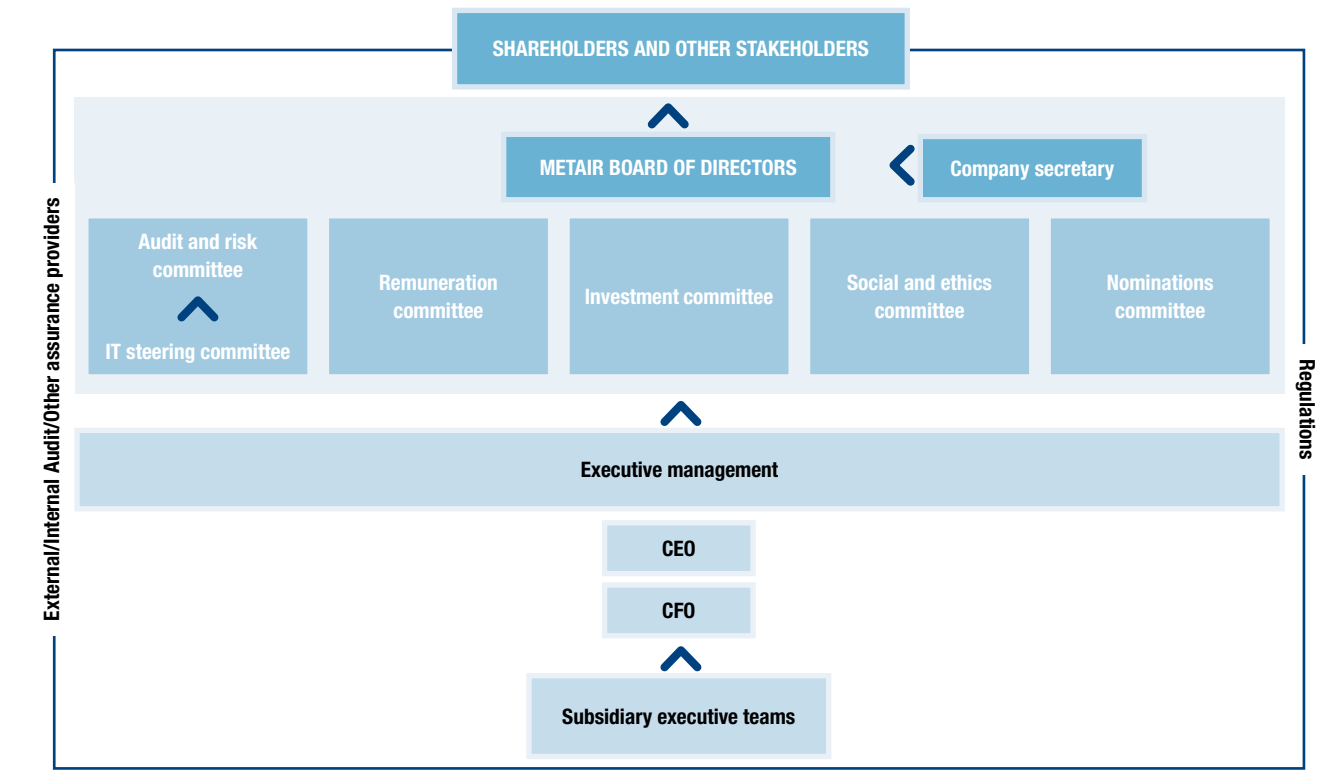 SHAREHOLDERS AND OTHER STAKEHOLDERS
METAIR BOARD OF DIRECTORS
Company secretary
External/Internal Audit/Other assurance providers
Audit and risk
committee
IT steering committee
Remuneration
committee
Investment committee
Social and ethics
committee
Nominations
committee
Regulations
Executive management
CEO
CFO
Subsidiary executive teams